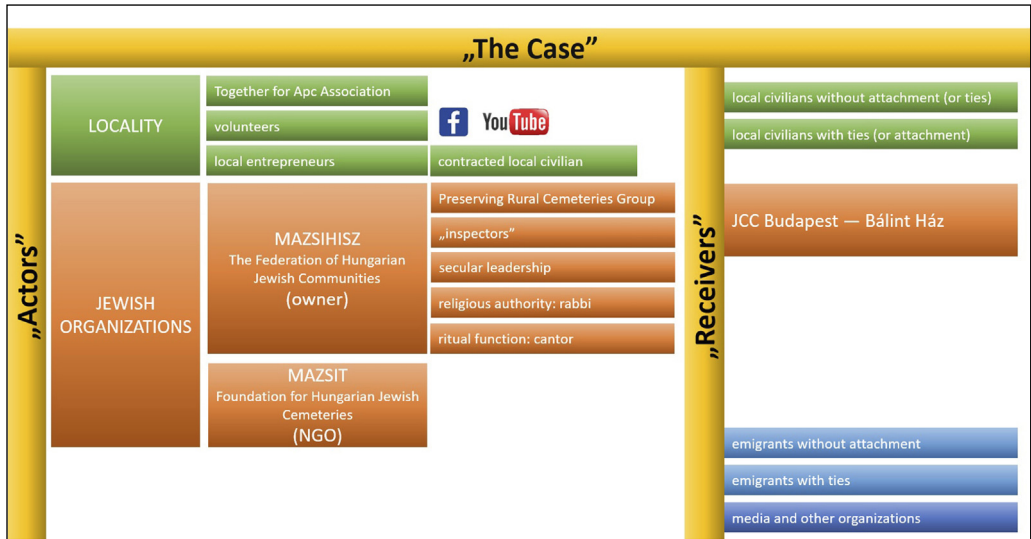 „The Case”
„Actors”
LOCALITY
Together for Apc Association
volunteers
local entrepreneurs
f YouTube
contracted local civilian
JEWISH
ORGANIZATIONS
MAZSIHISZ
The Federation of Hungarian
Jewish Communities
(owner)
Preserving Rural Cemeteries Group
„inspectors”
secular leadership
religious authority: rabbi
ritual function: cantor
MAZSIT
Foundation for Hungarian Jewish
Cemeteries
(NGO)
„Receivers”
local civilians without attachment (or ties)
local civilians with ties (or attachment)
JCC Budapest — Bálint Ház
emigrants without attachment
emigrants with ties
media and other organizations